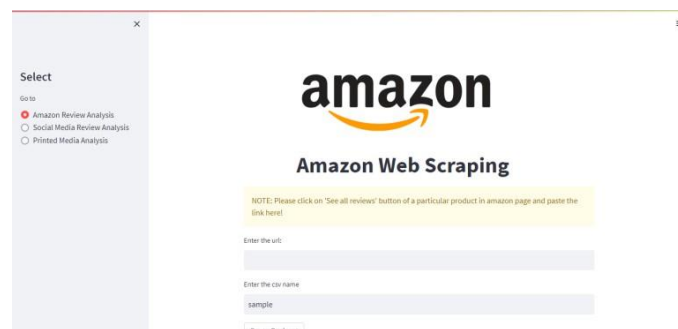 ×
Select
Go to
Amazon Review Analysis
Social Media Review Analysis
Printed Media Analysis
amazon
Amazon Web Scraping
NOTE: Please click on 'See all reviews' button of a particular product in amazon page and paste the
link here!
Enter the url:
Enter the csv name
sample